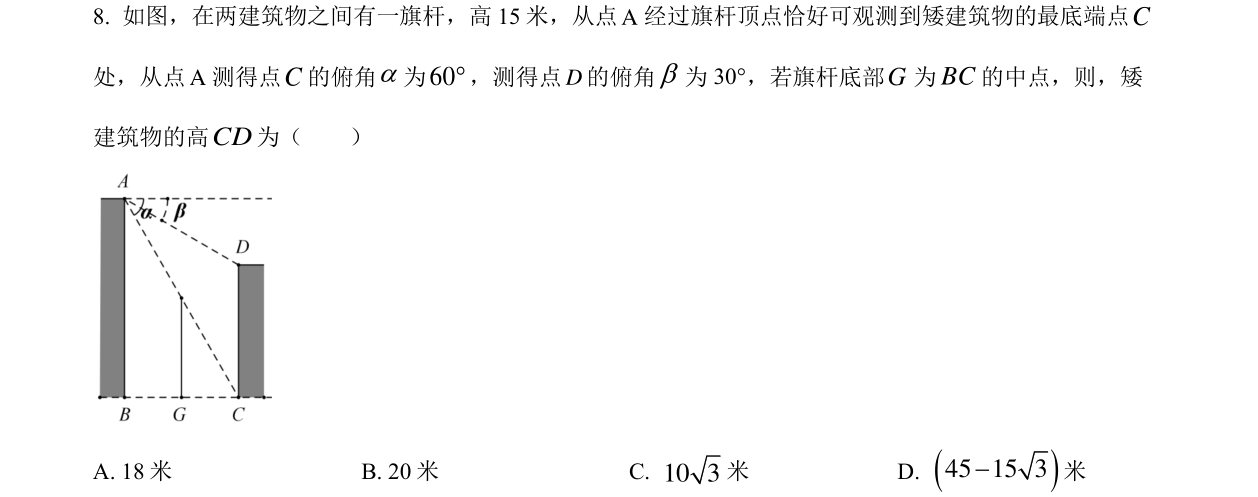 8. 如图，在两建筑物之间有一旗杆，高 15 米，从点 A 经过旗杆顶点恰好可观测到矮建筑物的最底端点 C
处，从点 A 测得点 C 的俯角 α 为 60°，测得点 D 的俯角 β 为 30°，若旗杆底部 G 为 BC 的中点，则，矮
建筑物的高 CD 为（　　）
A
α β
D
B G C
A. 18 米 B. 20 米 C. 10√3 米 D. (45−15√3)米